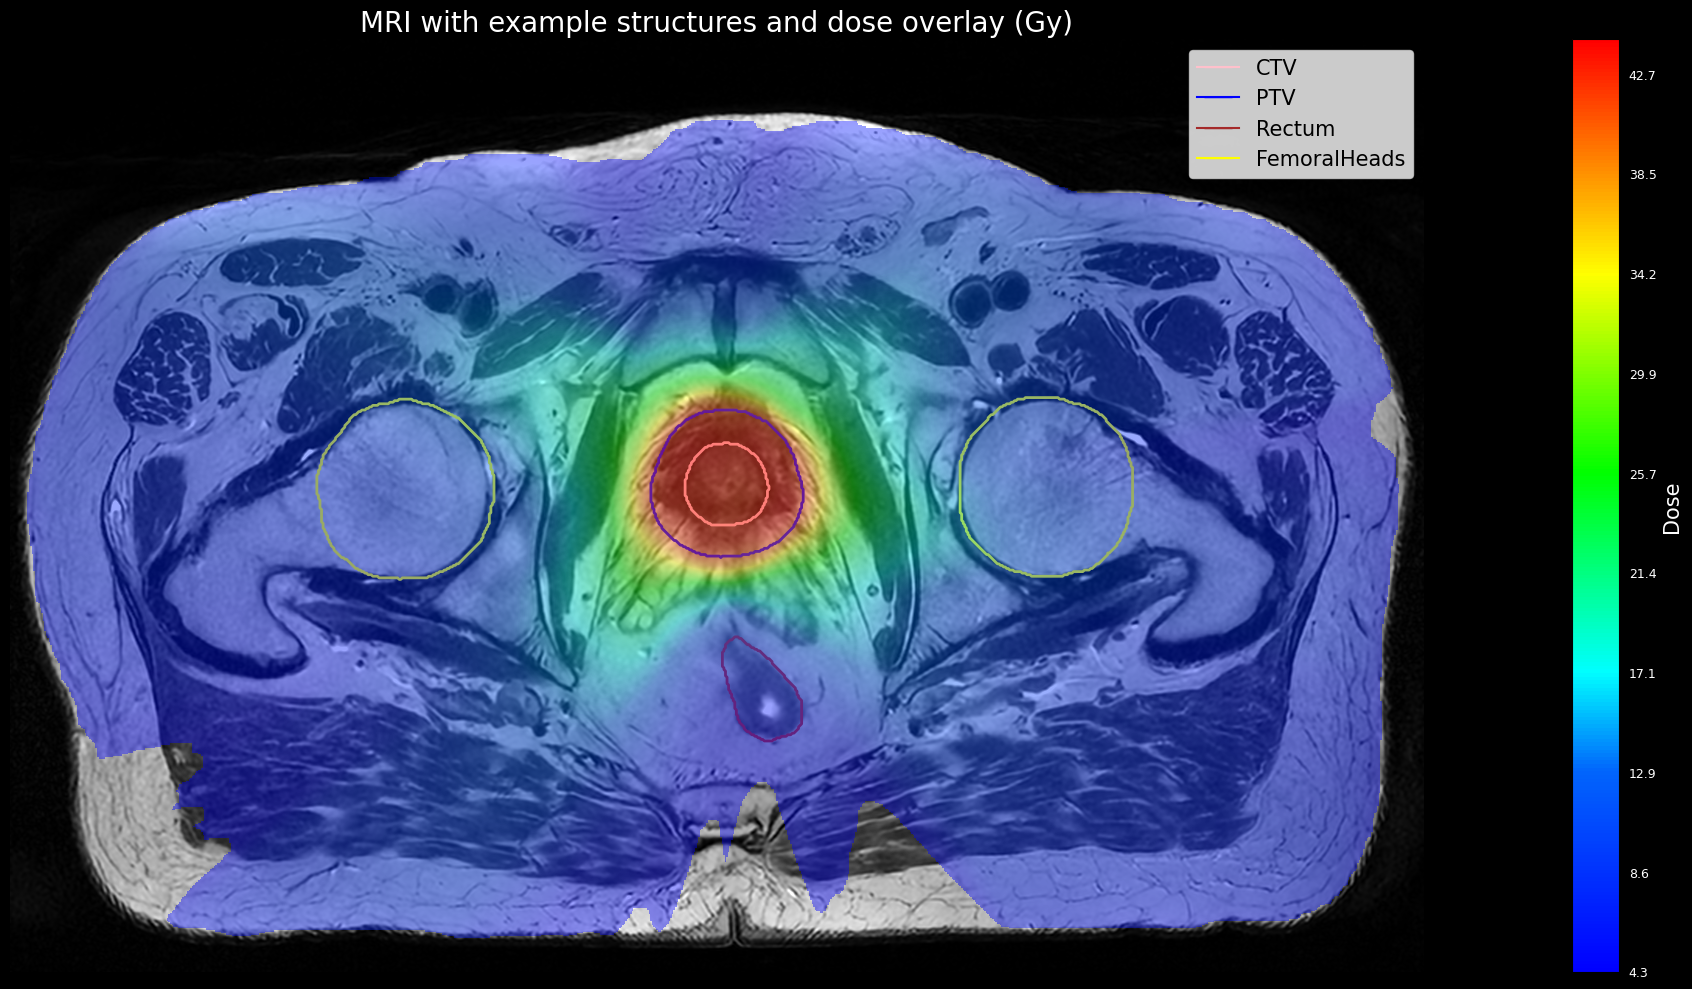 MRI with example structures and dose overlay (Gy)
CTV
PTV
Rectum
FemoralHeads
42.7
38.5
34.2
29.9
25.7
21.4
17.1
12.9
8.6
4.3
Dose